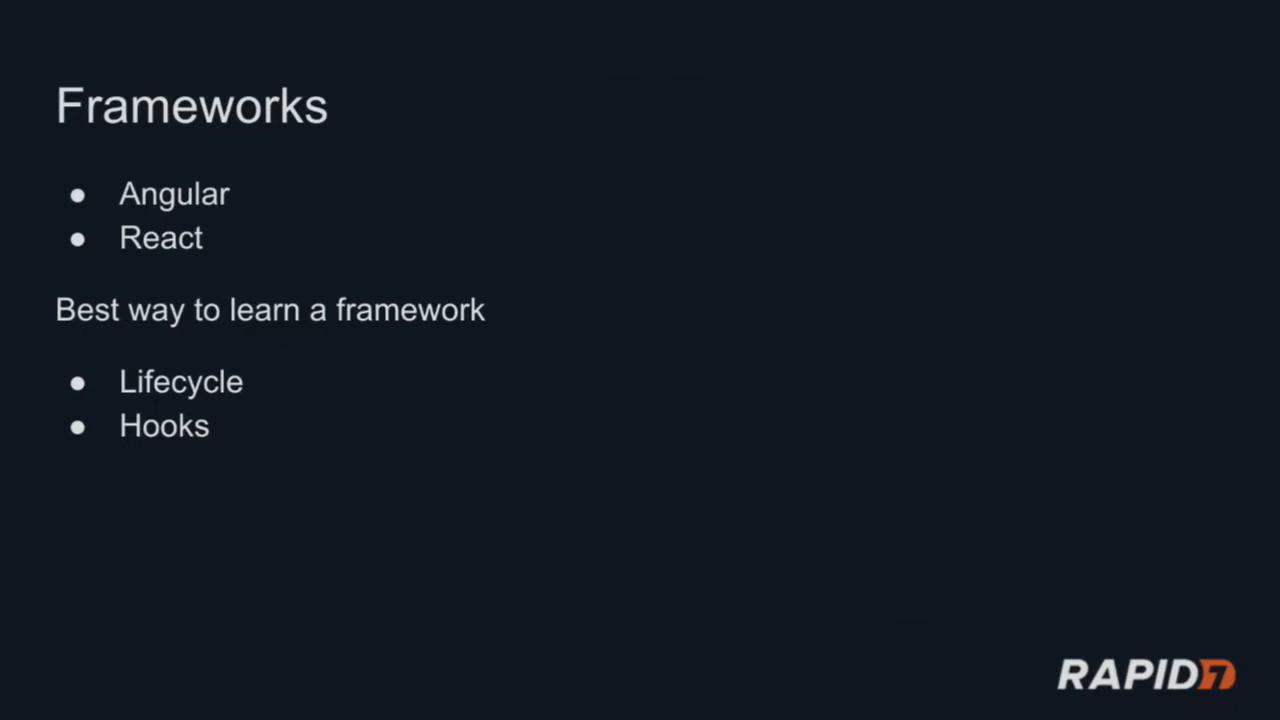 Frameworks
● Angular
● React
Best way to learn a framework
● Lifecycle
● Hooks
RAPID7